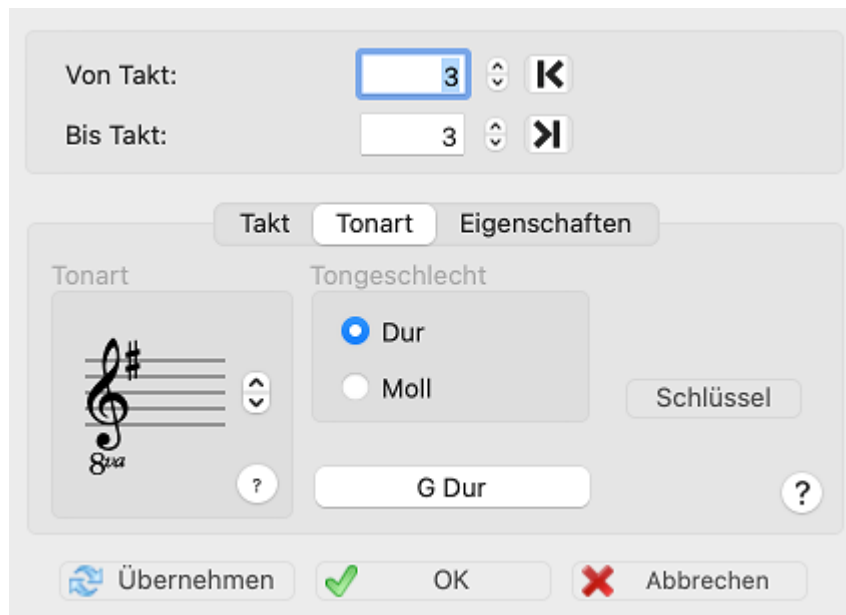 Von Takt: 3
Bis Takt: 3
Takt Tonart Eigenschaften
Tonart Tongeschlecht
Dur
Moll
Schlüssel
8va
?
G Dur
?
Übernehmen OK Abbrechen